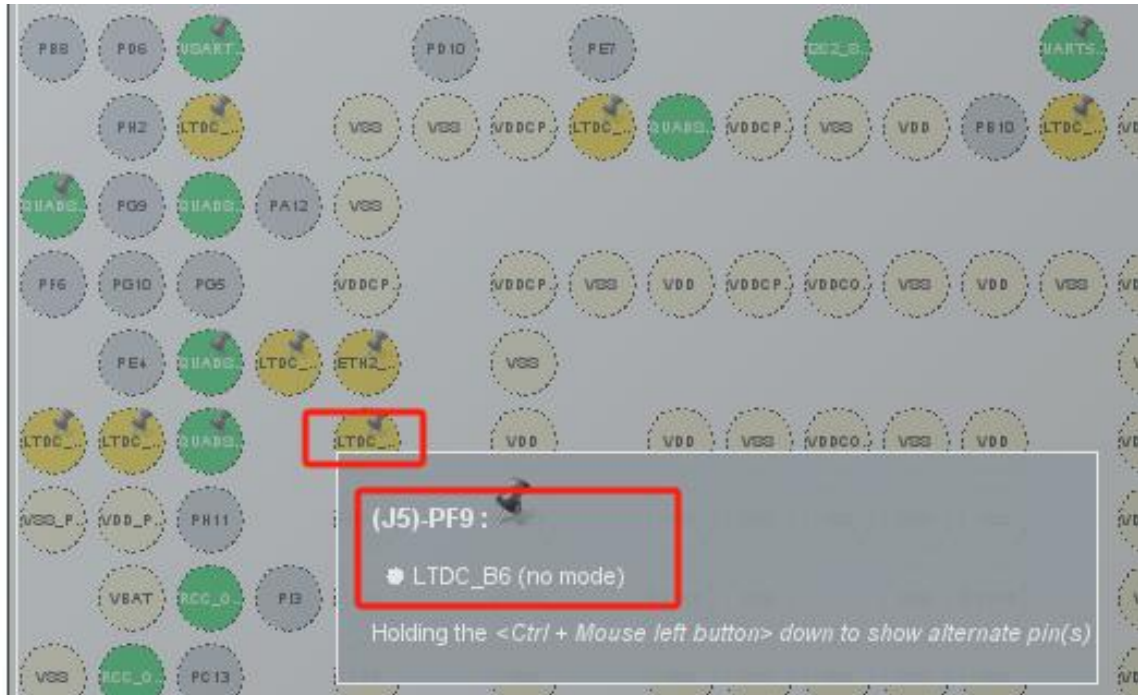 PB8 PD6 USART.. PD10 PE7 I2C2_S.. UART5..
PH2 LTDC_.. VSS VSS VDDCP.. LTDC_.. QUADS.. VDDCP.. VSS VDD PB10 LTDC_..
QUADS.. PG9 QUADS.. PA12 VSS
PF6 PG10 PG5 VDDCP.. VDDCP.. VSS VDD VDDCP.. VDDCO.. VSS VDD VSS
PE4 QUADS.. LTDC_.. ETH2_.. VSS
LTDC_.. LTDC_.. QUADS.. LTDC_.. VDD VDD VSS VDDCO.. VSS VDD
VSS_P.. VDD_P.. PH11
(J5)-PF9 :
LTDC_B6 (no mode)
VBAT RCC_O.. PI3
Holding the <Ctrl + Mouse left button> down to show alternate pin(s)
VSS RCC_O.. PC13